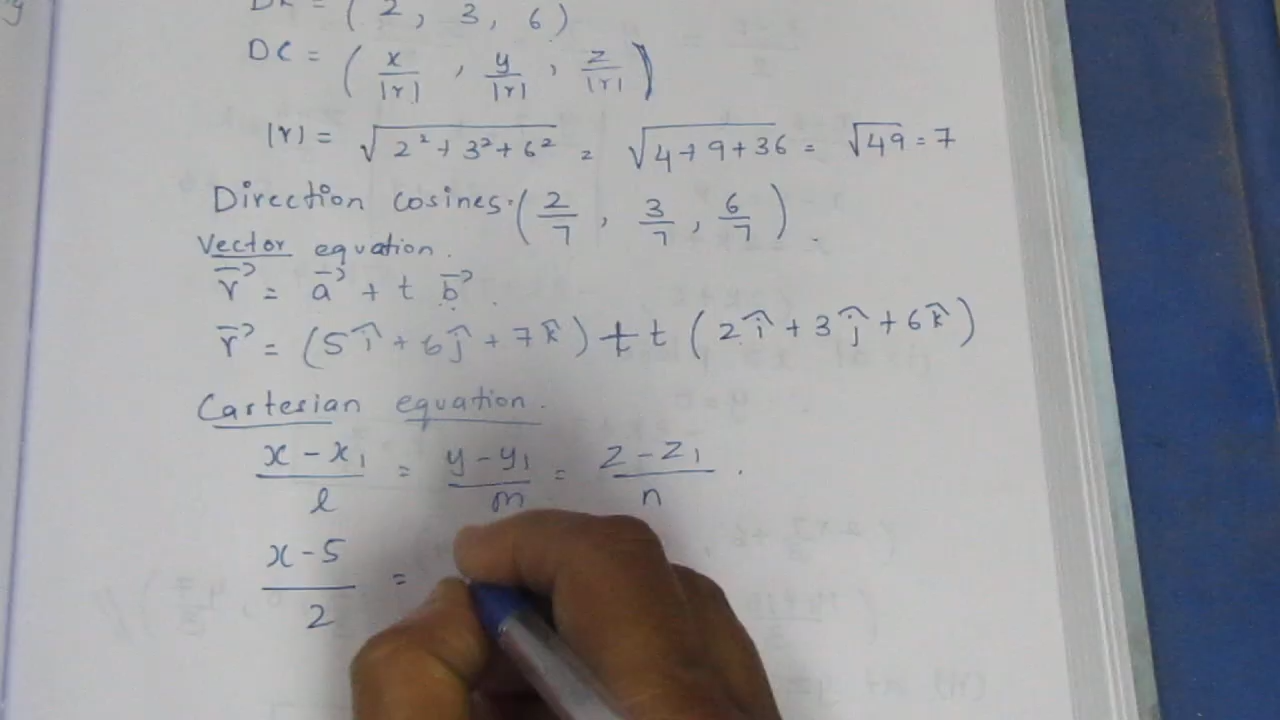 DR = ( 2 , 3 , 6 )
DC = ( x/|r| , y/|r| , z/|r| )
|r| = √(2² + 3² + 6²) = √(4 + 9 + 36) = √49 = 7
Direction cosines. ( 2/7 , 3/7 , 6/7 ) .
Vector equation .
r⃗ = a⃗ + t b⃗ .
r⃗ = (5î + 6ĵ + 7k̂ ) + t ( 2î + 3ĵ + 6k̂ )
Cartesian equation .
(x - x₁)/l = (y - y₁)/m = (z - z₁)/n .
(x - 5)/2 =